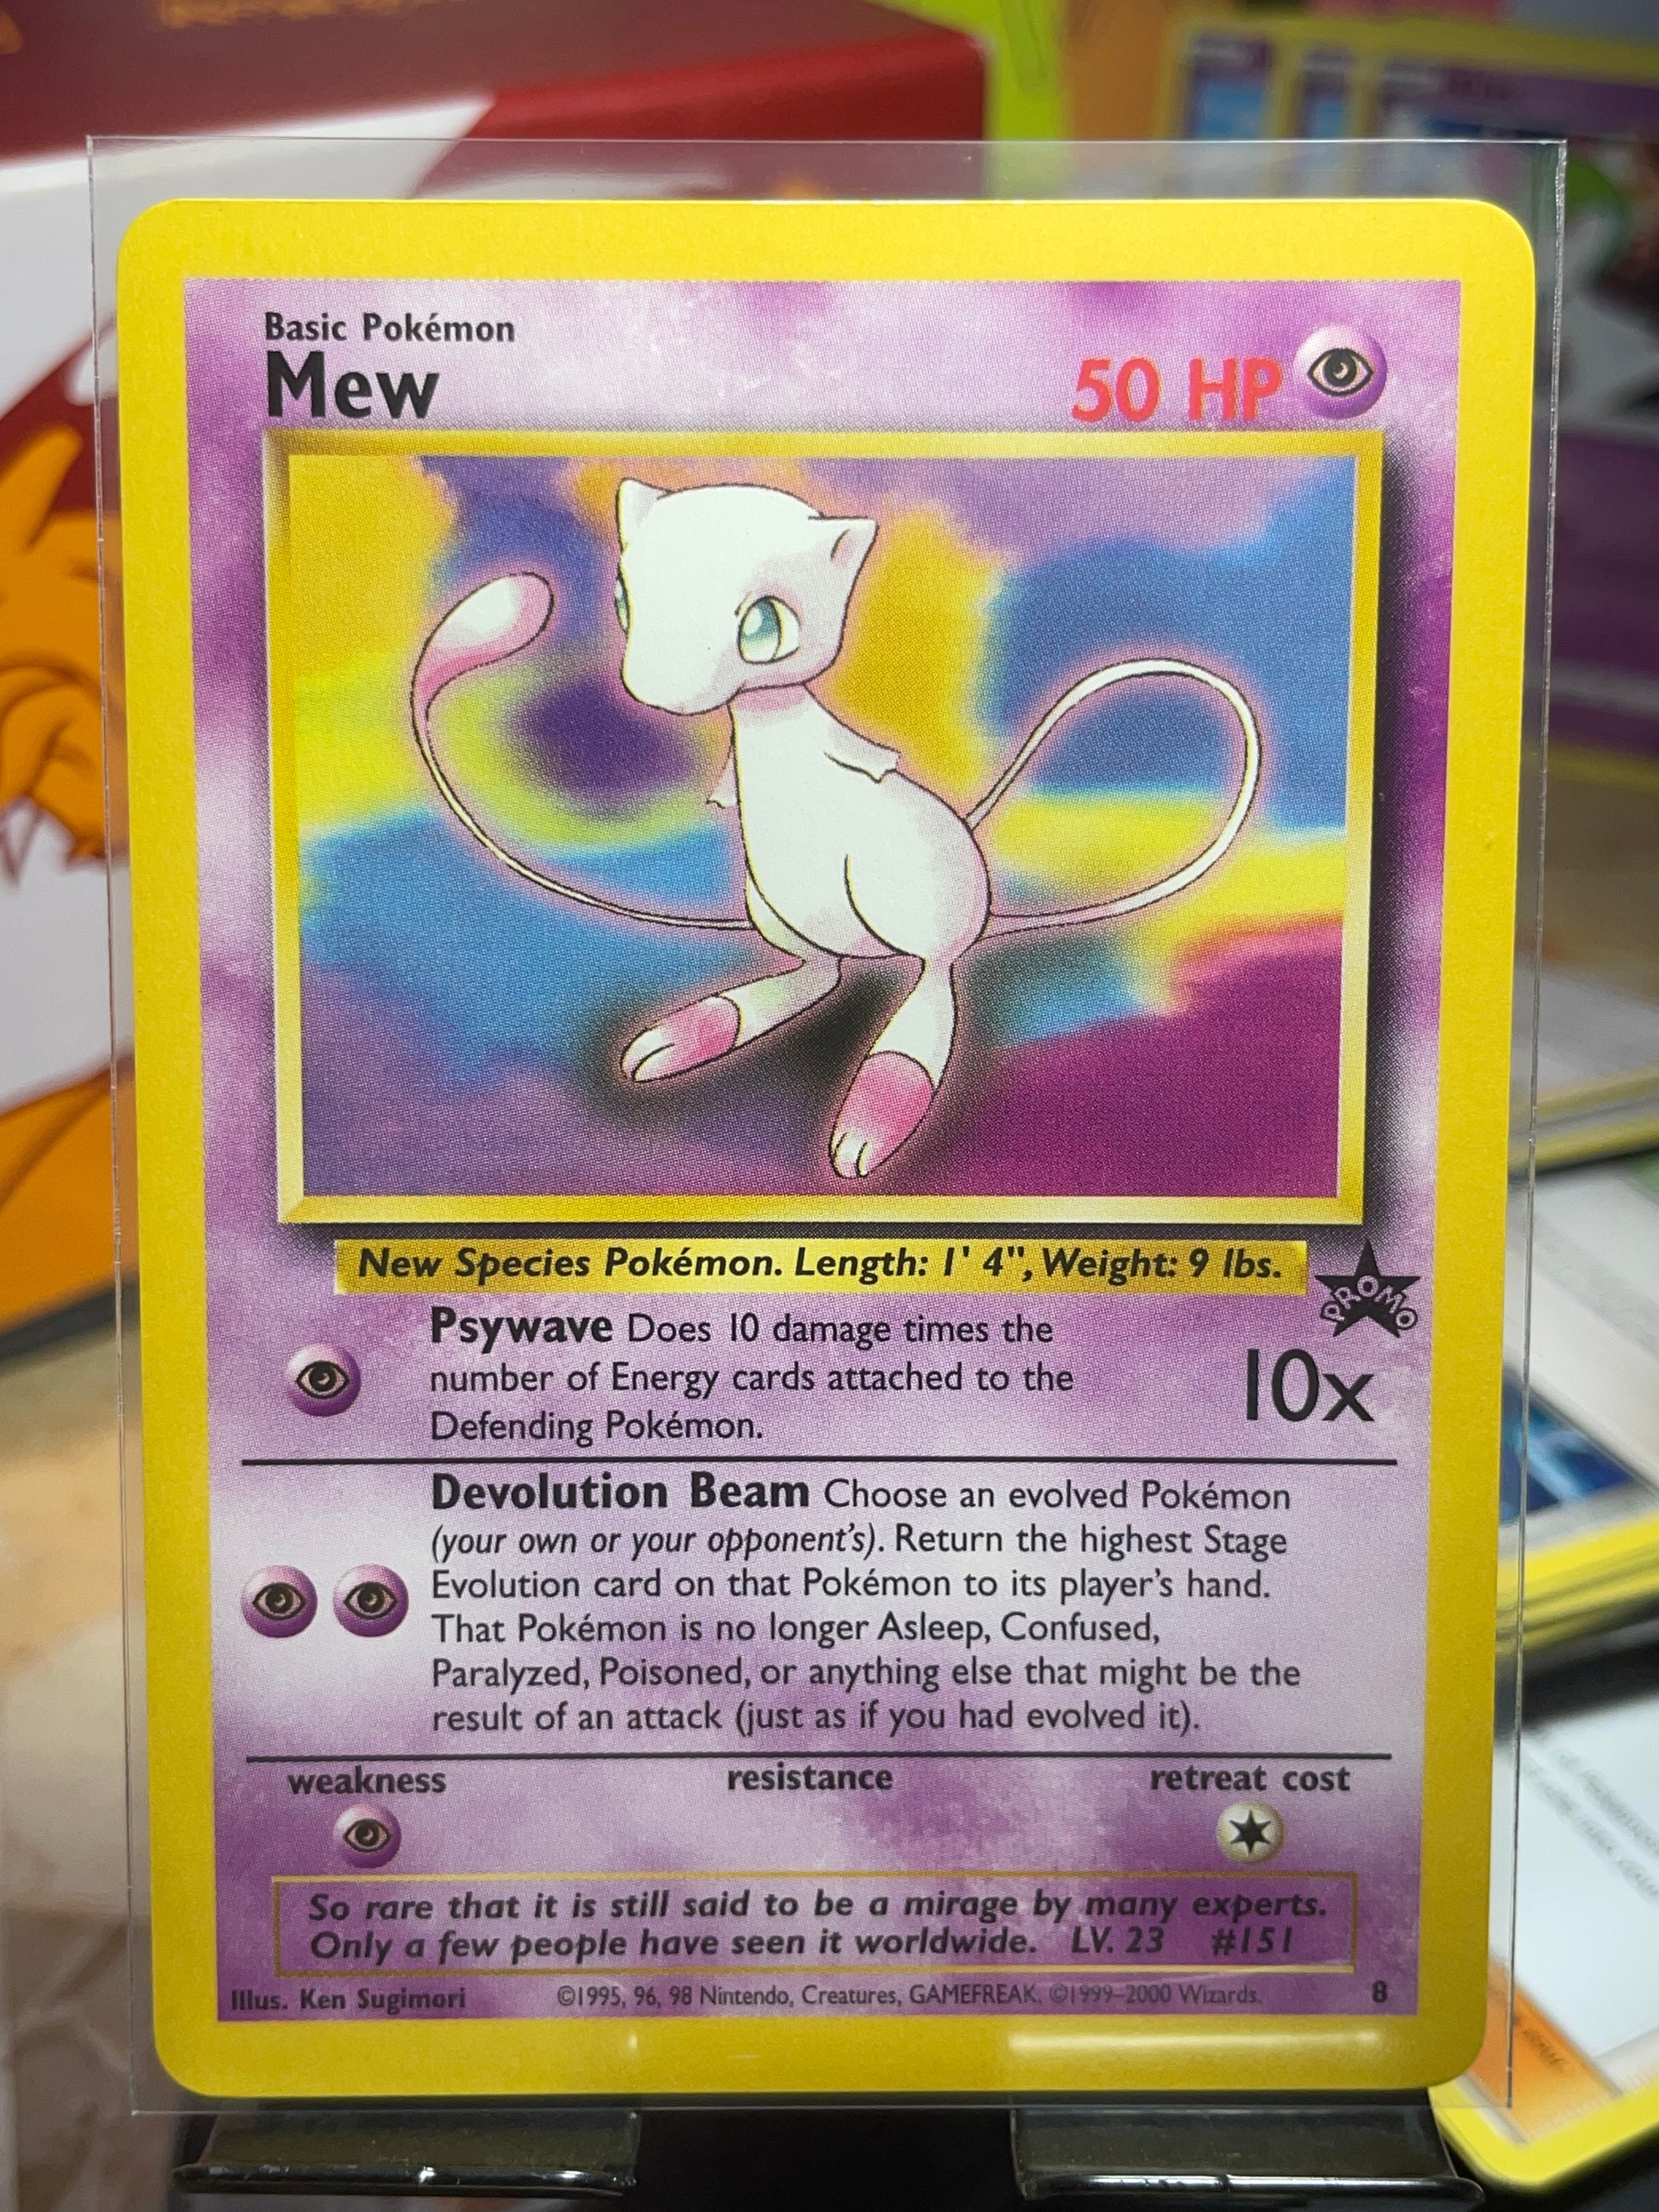 Basic Pokémon
Mew
50 HP
New Species Pokémon. Length: 1' 4", Weight: 9 lbs.
PROMO
Psywave Does 10 damage times the
number of Energy cards attached to the
Defending Pokémon.
10x
Devolution Beam Choose an evolved Pokémon
(your own or your opponent's). Return the highest Stage
Evolution card on that Pokémon to its player's hand.
That Pokémon is no longer Asleep, Confused,
Paralyzed, Poisoned, or anything else that might be the
result of an attack (just as if you had evolved it).
weakness resistance retreat cost
So rare that it is still said to be a mirage by many experts.
Only a few people have seen it worldwide. LV. 23 #151
Illus. Ken Sugimori ©1995, 96, 98 Nintendo, Creatures, GAMEFREAK. ©1999–2000 Wizards. 8